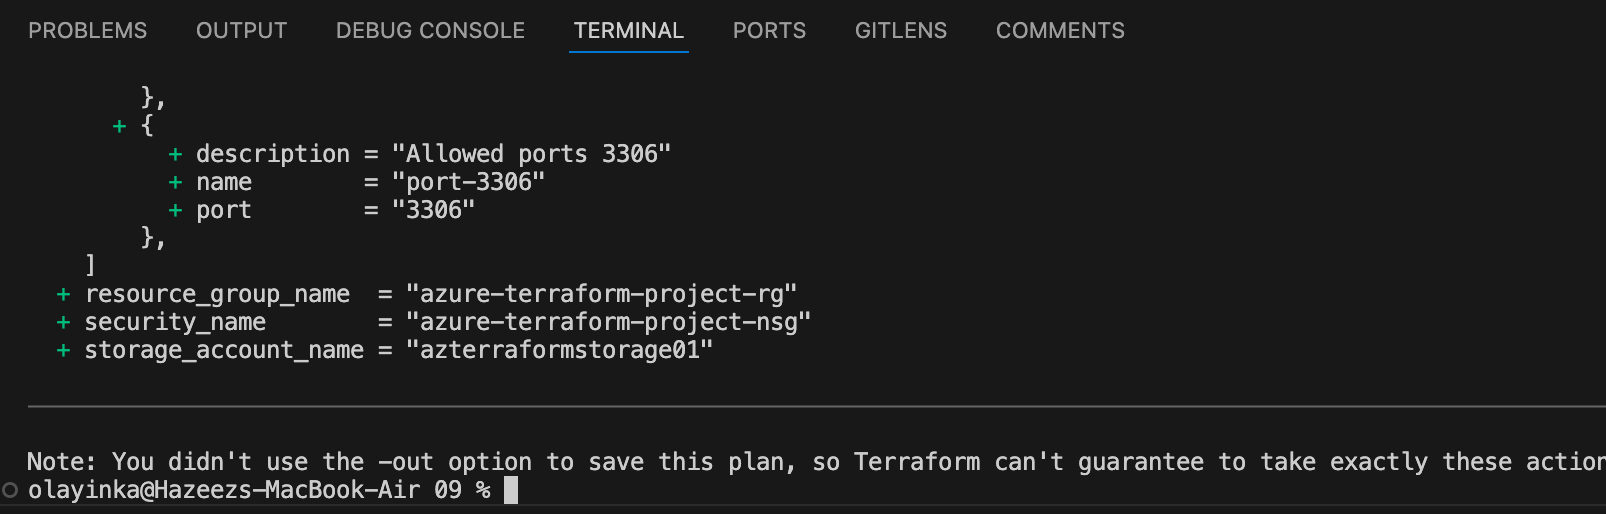 PROBLEMS OUTPUT DEBUG CONSOLE TERMINAL PORTS GITLENS COMMENTS
},
+ {
+ description = "Allowed ports 3306"
+ name = "port-3306"
+ port = "3306"
},
]
+ resource_group_name = "azure-terraform-project-rg"
+ security_name = "azure-terraform-project-nsg"
+ storage_account_name = "azterraformstorage01"
Note: You didn't use the -out option to save this plan, so Terraform can't guarantee to take exactly these action
olayinka@Hazeezs-MacBook-Air 09 %